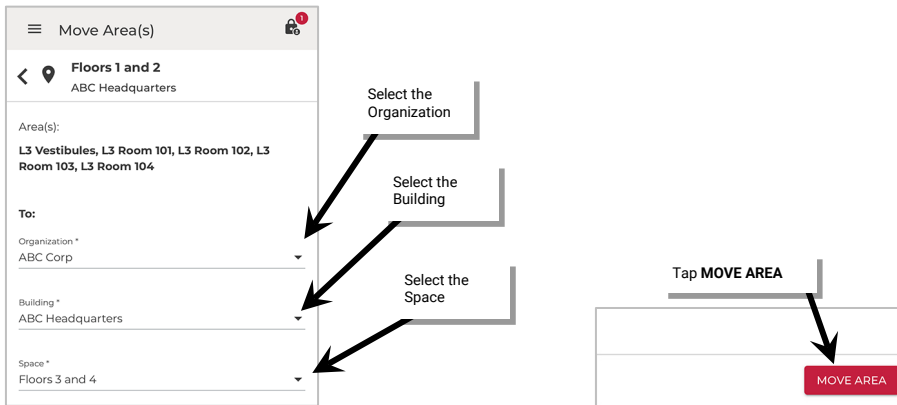 Move Area(s)
1
Floors 1 and 2
ABC Headquarters
Area(s):
L3 Vestibules, L3 Room 101, L3 Room 102, L3
Room 103, L3 Room 104
To:
Organization *
ABC Corp
Building *
ABC Headquarters
Space *
Floors 3 and 4
Select the
Organization
Select the
Building
Select the
Space
Tap MOVE AREA
MOVE AREA